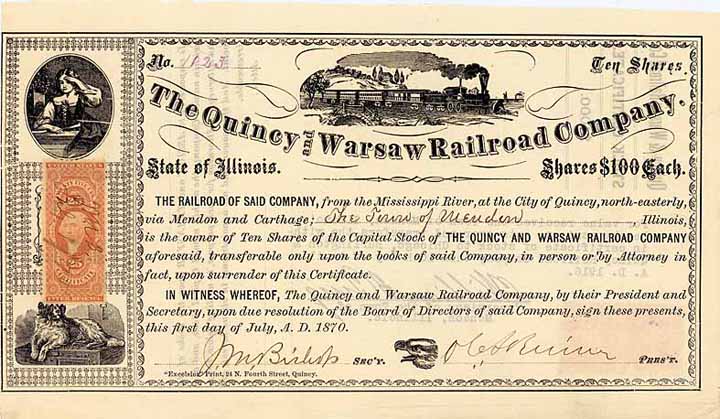 No. 123
Ten Shares.
The Quincy and Warsaw Railroad Company.
State of Illinois.
Shares $100 Each.
THE RAILROAD OF SAID COMPANY, from the Mississippi River, at the City of Quincy, north-easterly,
via Mendon and Carthage; The Town of Mendon Illinois,
is the owner of Ten Shares of the Capital Stock of THE QUINCY AND WARSAW RAILROAD COMPANY
aforesaid, transferable only upon the books of said Company, in person or by Attorney in
fact, upon surrender of this Certificate.
IN WITNESS WHEREOF, The Quincy and Warsaw Railroad Company, by their President and
Secretary, upon due resolution of the Board of Directors of said Company, sign these presents,
this first day of July, A. D. 1870.
J M Bishop SEC'Y.
PRES'T.
"Excelsior" Print, 24 N. Fourth Street, Quincy.
INTER. REVENUE
A. D. 1916.